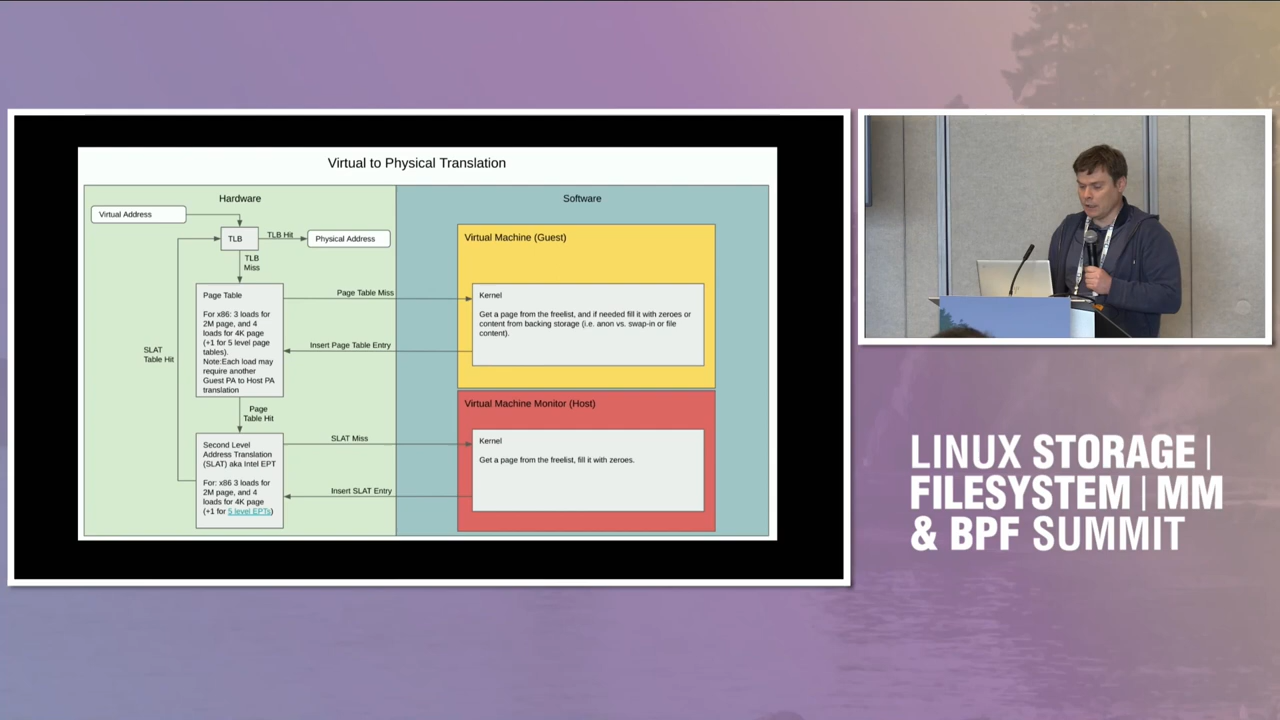 Virtual to Physical Translation
Hardware
Software
Virtual Address
TLB
TLB Hit
Physical Address
TLB
Miss
Page Table
For x86: 3 loads for
2M page, and 4
loads for 4K page
(+1 for 5 level page
tables).
Note:Each load may
require another
Guest PA to Host PA
translation
SLAT
Table Hit
Page
Table Hit
Second Level
Address Translation
(SLAT) aka Intel EPT
For: x86 3 loads for
2M page, and 4
loads for 4K page
(+1 for 5 level EPTs)
Page Table Miss
Insert Page Table Entry
SLAT Miss
Insert SLAT Entry
Virtual Machine (Guest)
Kernel
Get a page from the freelist, and if needed fill it with zeroes or
content from backing storage (i.e. anon vs. swap-in or file
content).
Virtual Machine Monitor (Host)
Kernel
Get a page from the freelist, fill it with zeroes.
LINUX STORAGE |
FILESYSTEM | MM
& BPF SUMMIT